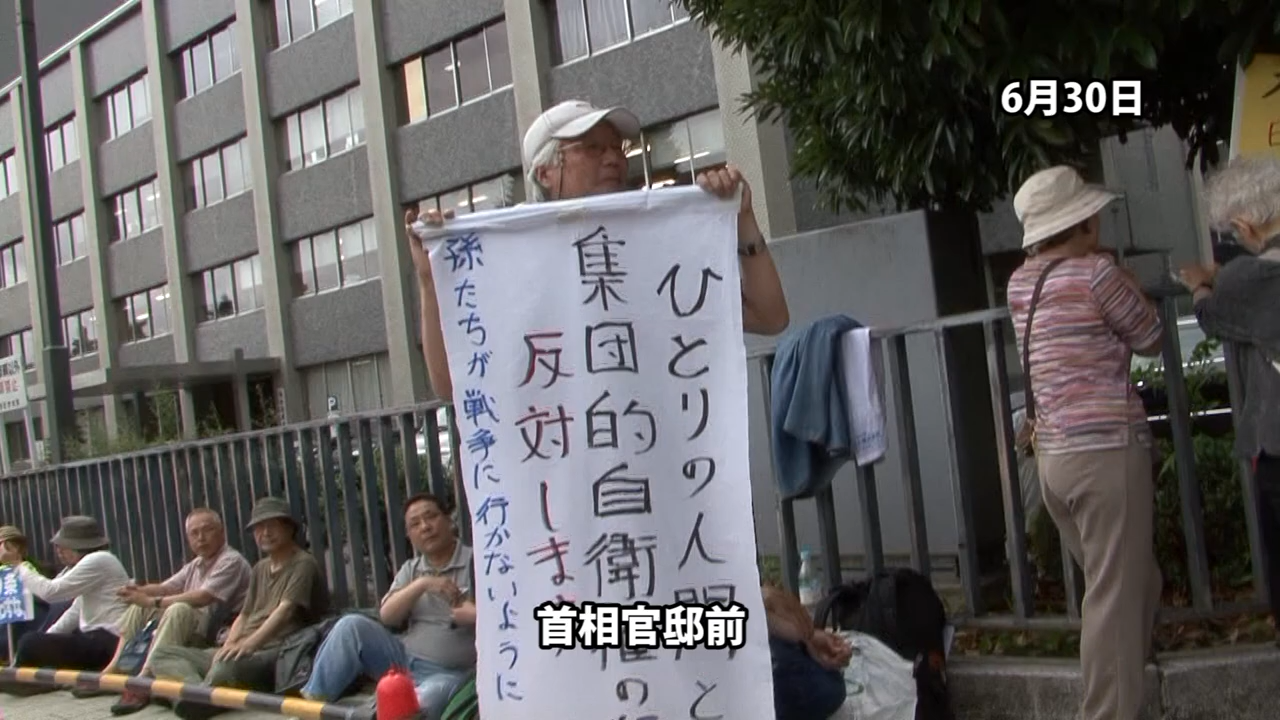 6月30日
ひとりの人間と
集団的自衛権の行
反対しま
孫たちが戦争に行かないように
首相官邸前